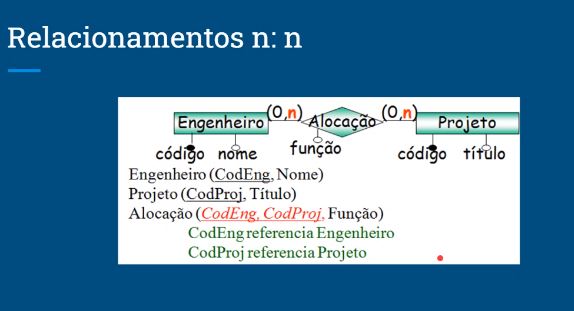 Relacionamentos n: n
Engenheiro (0,n) Alocação (0,n) Projeto
código nome função código título
Engenheiro (CodEng, Nome)
Projeto (CodProj, Título)
Alocação (CodEng, CodProj, Função)
CodEng referencia Engenheiro
CodProj referencia Projeto